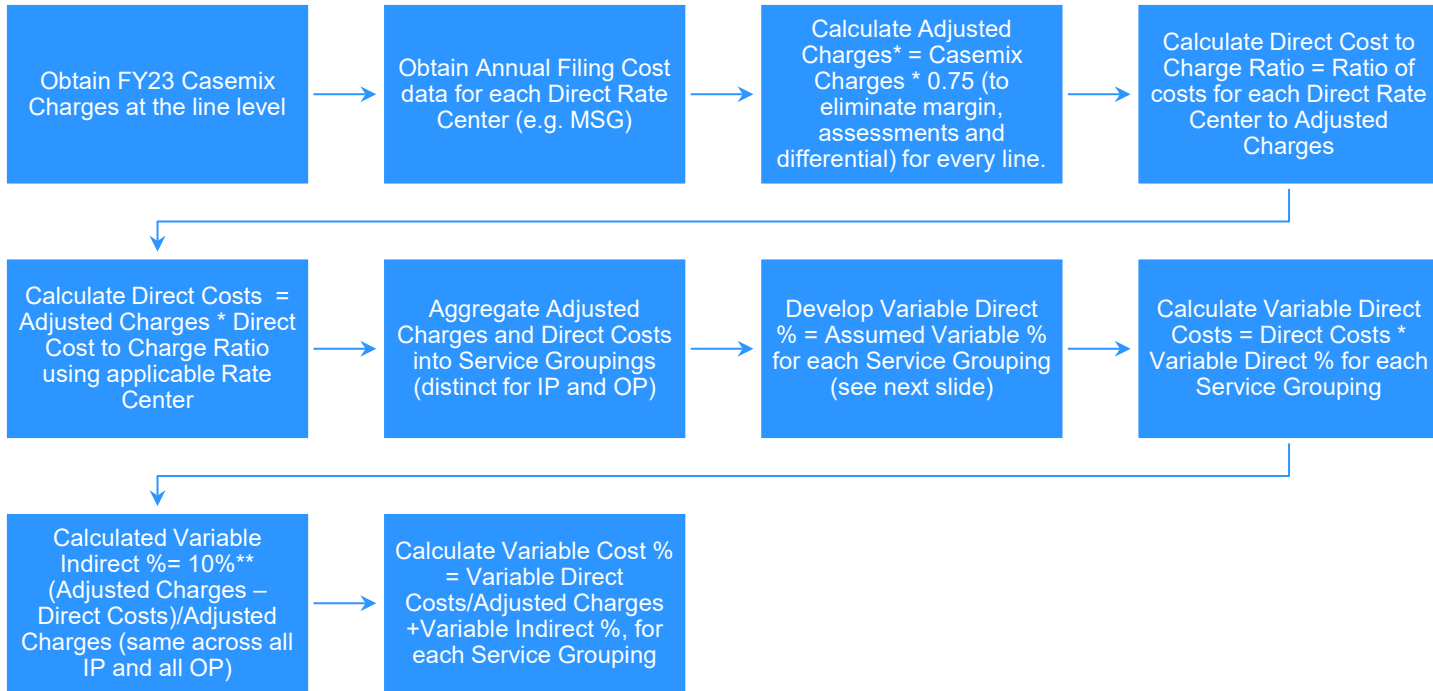 Obtain FY23 Casemix
Charges at the line level
Obtain Annual Filing Cost
data for each Direct Rate
Center (e.g. MSG)
Calculate Adjusted
Charges* = Casemix
Charges * 0.75 (to
eliminate margin,
assessments and
differential) for every line.
Calculate Direct Cost to
Charge Ratio = Ratio of
costs for each Direct Rate
Center to Adjusted
Charges
Calculate Direct Costs =
Adjusted Charges * Direct
Cost to Charge Ratio
using applicable Rate
Center
Aggregate Adjusted
Charges and Direct Costs
into Service Groupings
(distinct for IP and OP)
Develop Variable Direct
% = Assumed Variable %
for each Service Grouping
(see next slide)
Calculate Variable Direct
Costs = Direct Costs *
Variable Direct % for each
Service Grouping
Calculated Variable
Indirect %= 10%**
(Adjusted Charges –
Direct Costs)/Adjusted
Charges (same across all
IP and all OP)
Calculate Variable Cost %
= Variable Direct
Costs/Adjusted Charges
+Variable Indirect %, for
each Service Grouping